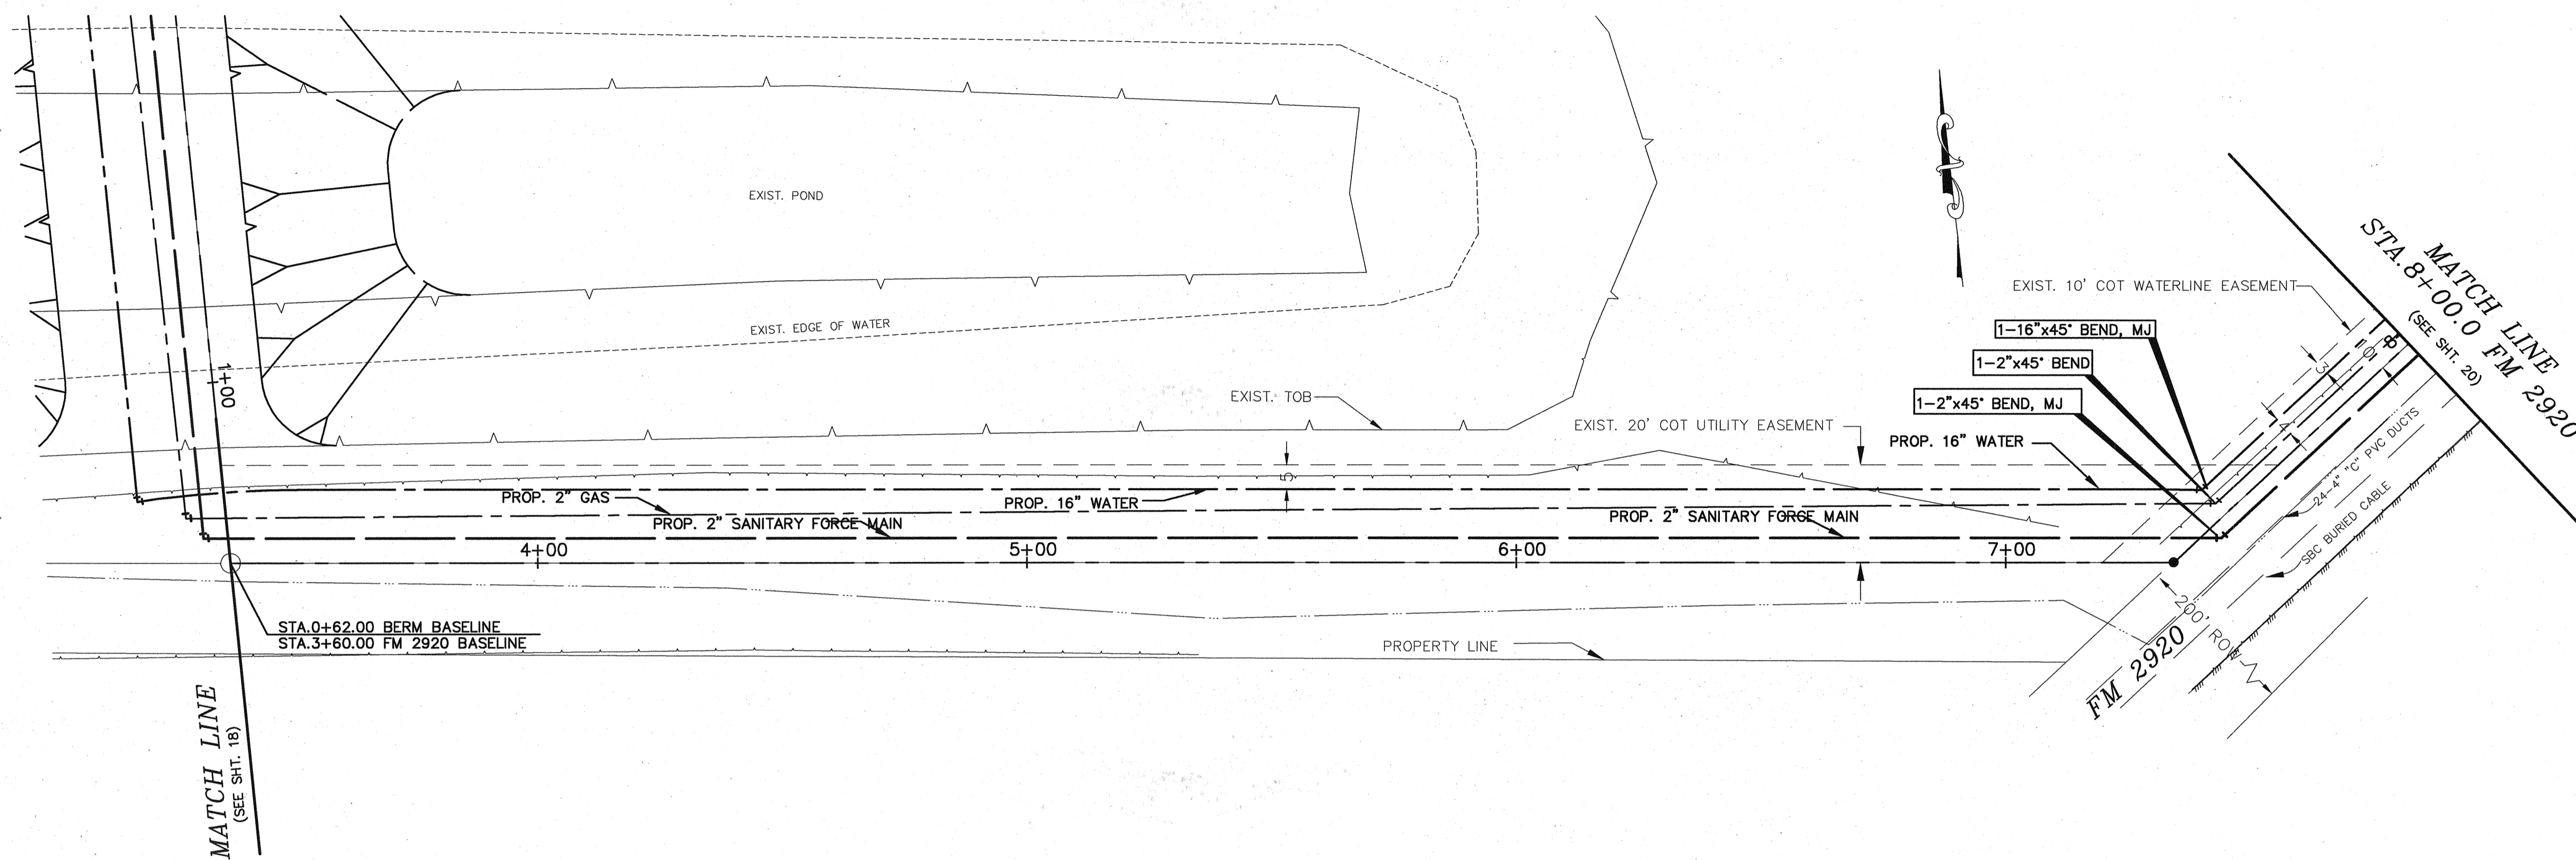 EXIST. POND
EXIST. EDGE OF WATER
1+00
EXIST. TOB
EXIST. 20' COT UTILITY EASEMENT
EXIST. 10' COT WATERLINE EASEMENT
1-16"x45° BEND, MJ
1-2"x45° BEND
1-2"x45° BEND, MJ
PROP. 16" WATER
MATCH LINE
STA.8+00.0 FM 2920
(SEE SHT. 20)
8
10
3
4
5
PROP. 2" GAS
PROP. 16" WATER
PROP. 2" SANITARY FORCE MAIN
PROP. 2" SANITARY FORCE MAIN
24-4" "C" PVC DUCTS
SBC BURIED CABLE
4+00
5+00
6+00
7+00
STA.0+62.00 BERM BASELINE
STA.3+60.00 FM 2920 BASELINE
PROPERTY LINE
200' ROW
FM 2920
MATCH LINE
(SEE SHT. 18)